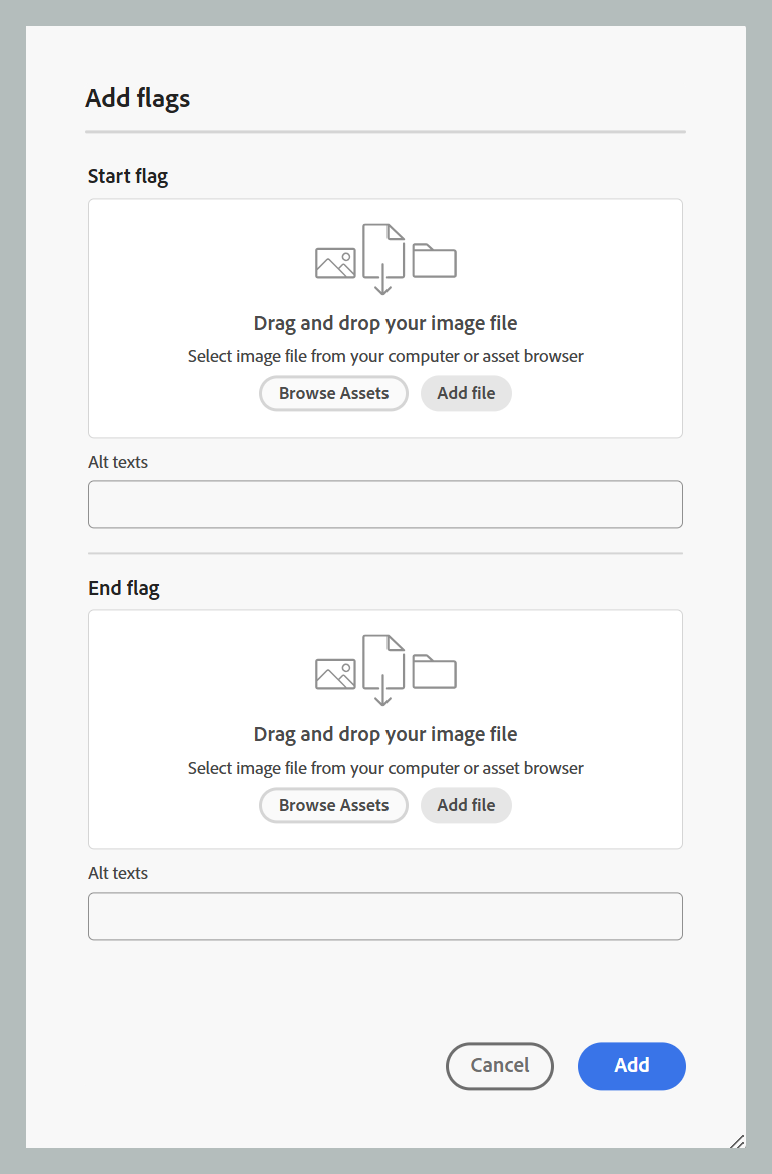 Add flags
Start flag
Drag and drop your image file
Select image file from your computer or asset browser
Browse Assets
Add file
Alt texts
End flag
Drag and drop your image file
Select image file from your computer or asset browser
Browse Assets
Add file
Alt texts
Cancel
Add